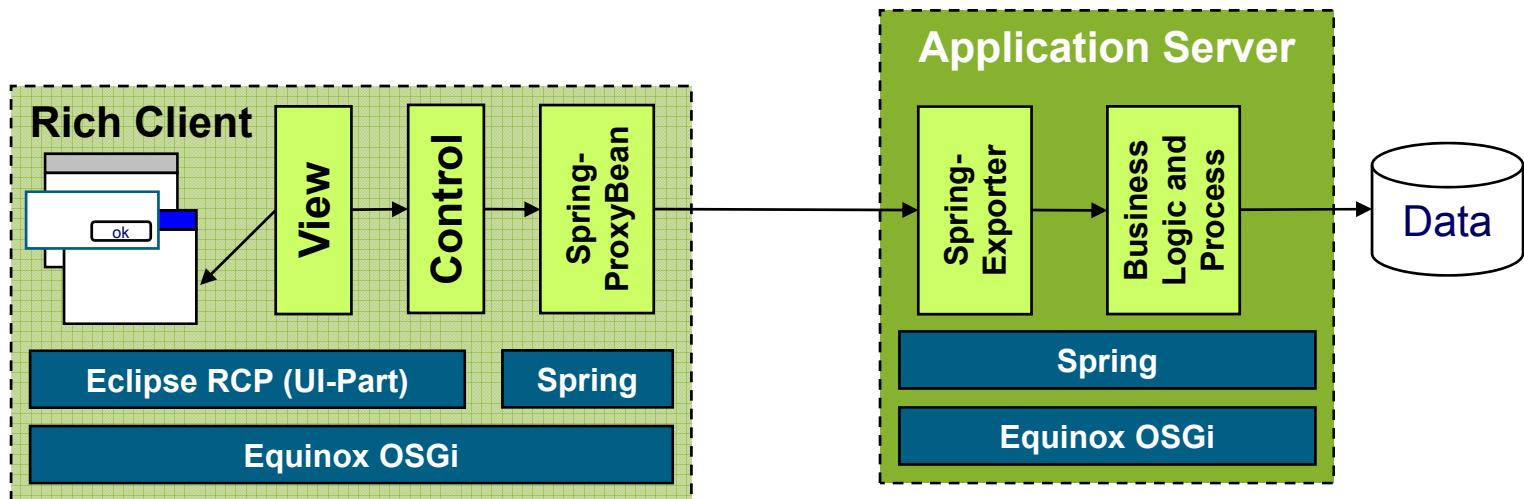 Rich Client
ok
View
Control
Spring-
ProxyBean
Eclipse RCP (UI-Part)
Spring
Equinox OSGi
Application Server
Spring-
Exporter
Business
Logic and
Process
Spring
Equinox OSGi
Data